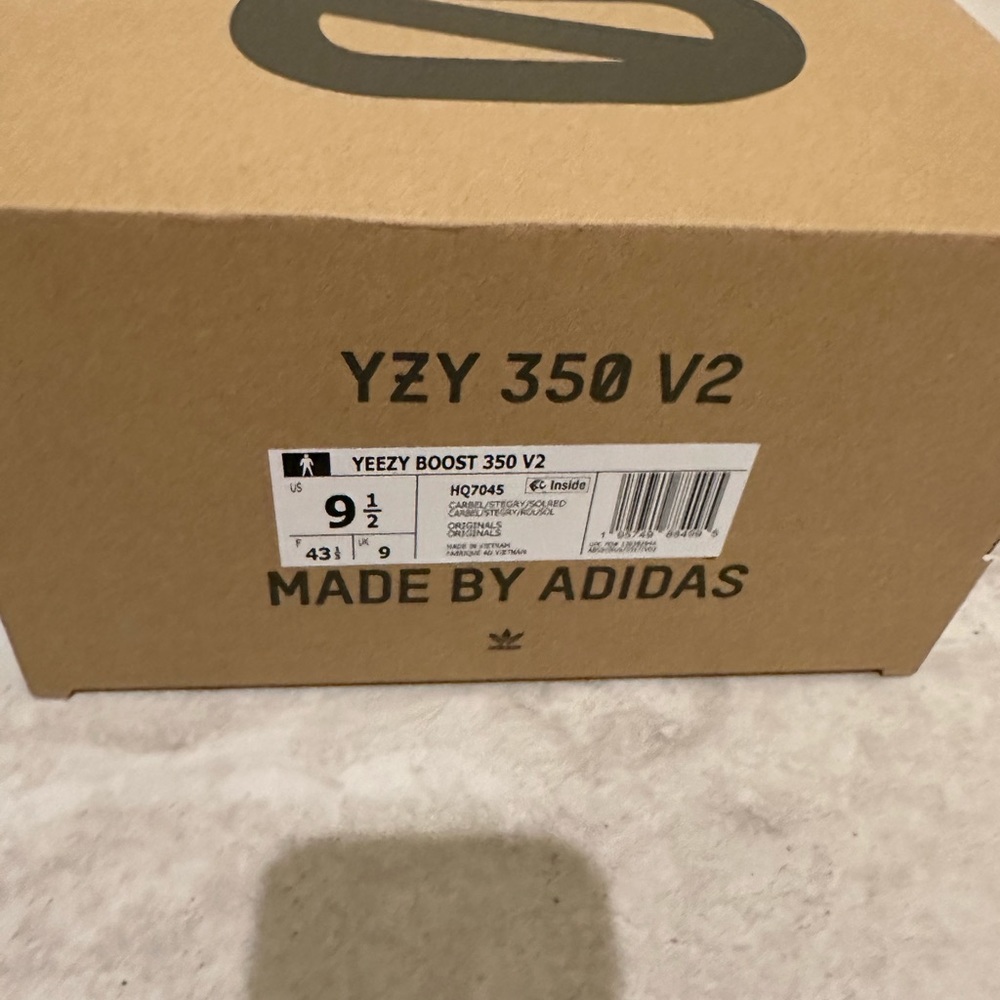 YZY 350 V2
YEEZY BOOST 350 V2
US
9 1/2
F
43 1/3
UK
9
HQ7045
Inside
CARBEL/STEGRY/SOLRED
CARBEL/STEGRY/ROUSOL
ORIGINALS
ORIGINALS
MADE IN VIETNAM
FABRIQUE AU VIETNAM
MADE BY ADIDAS